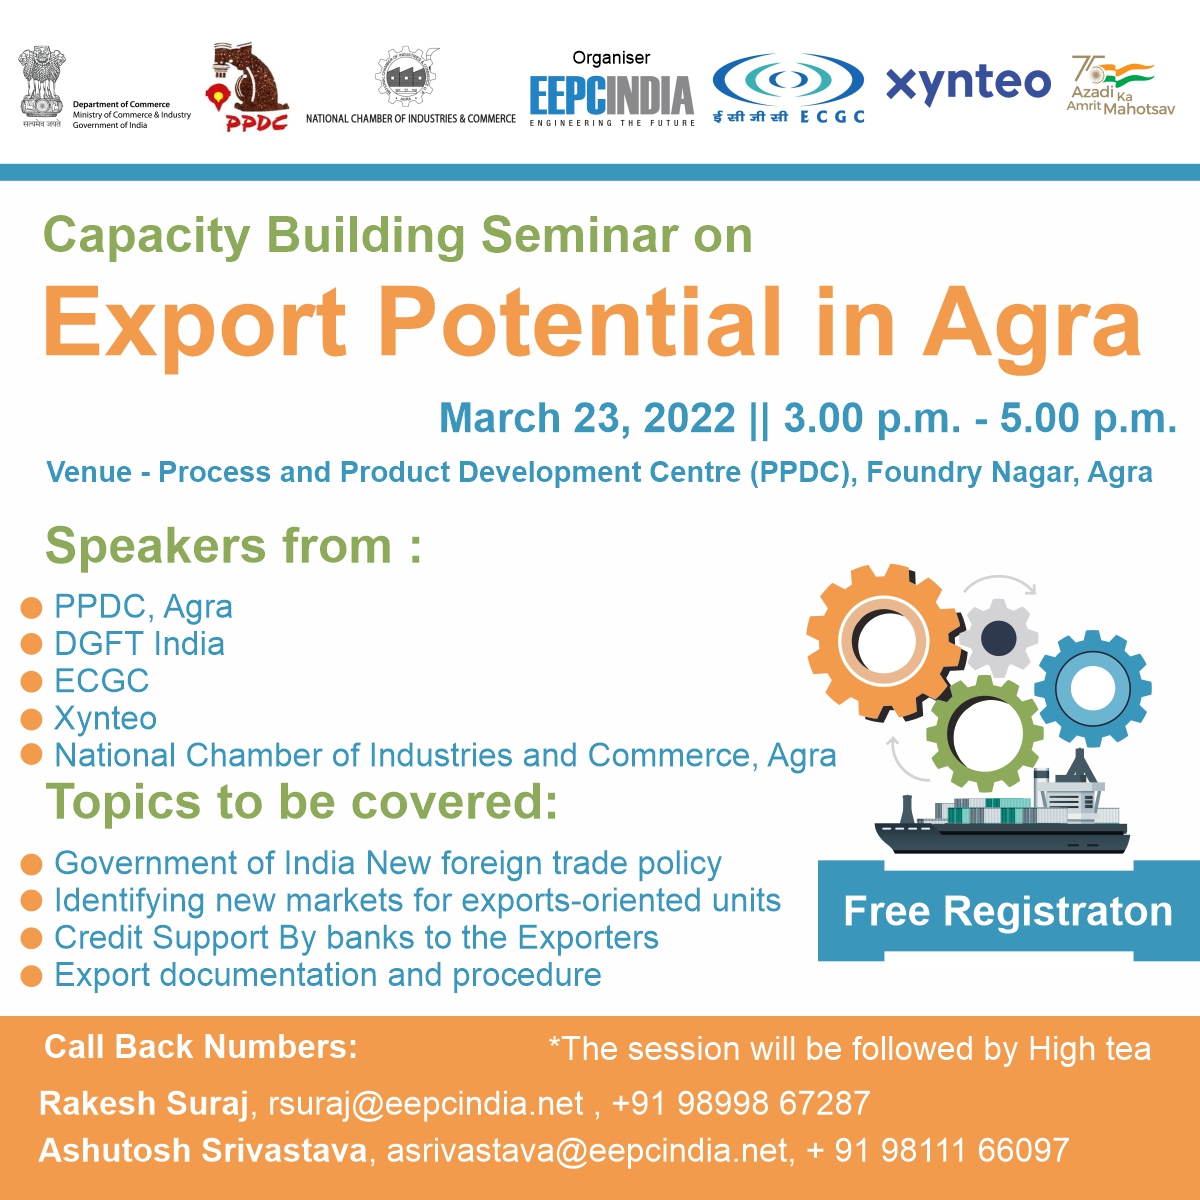 सत्यमेव जयते
Department of Commerce
Ministry of Commerce & Industry
Government of India
PPDC
NATIONAL CHAMBER OF INDUSTRIES & COMMERCE
Organiser
EEPCINDIA
ENGINEERING THE FUTURE
ई सी जी सी ECGC
xynteo
75
Azadi
Ka
Amrit
Mahotsav
Capacity Building Seminar on
Export Potential in Agra
March 23, 2022 || 3.00 p.m. - 5.00 p.m.
Venue - Process and Product Development Centre (PPDC), Foundry Nagar, Agra
Speakers from :
PPDC, Agra
DGFT India
ECGC
Xynteo
National Chamber of Industries and Commerce, Agra
Topics to be covered:
Government of India New foreign trade policy
Identifying new markets for exports-oriented units
Credit Support By banks to the Exporters
Export documentation and procedure
Free Registraton
Call Back Numbers:
*The session will be followed by High tea
Rakesh Suraj, rsuraj@eepcindia.net , +91 98998 67287
Ashutosh Srivastava, asrivastava@eepcindia.net, + 91 98111 66097